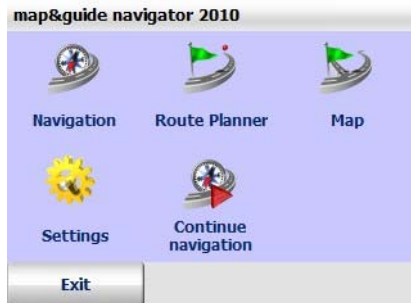 map&guide navigator 2010
Navigation
Route Planner
Map
Settings
Continue
navigation
Exit